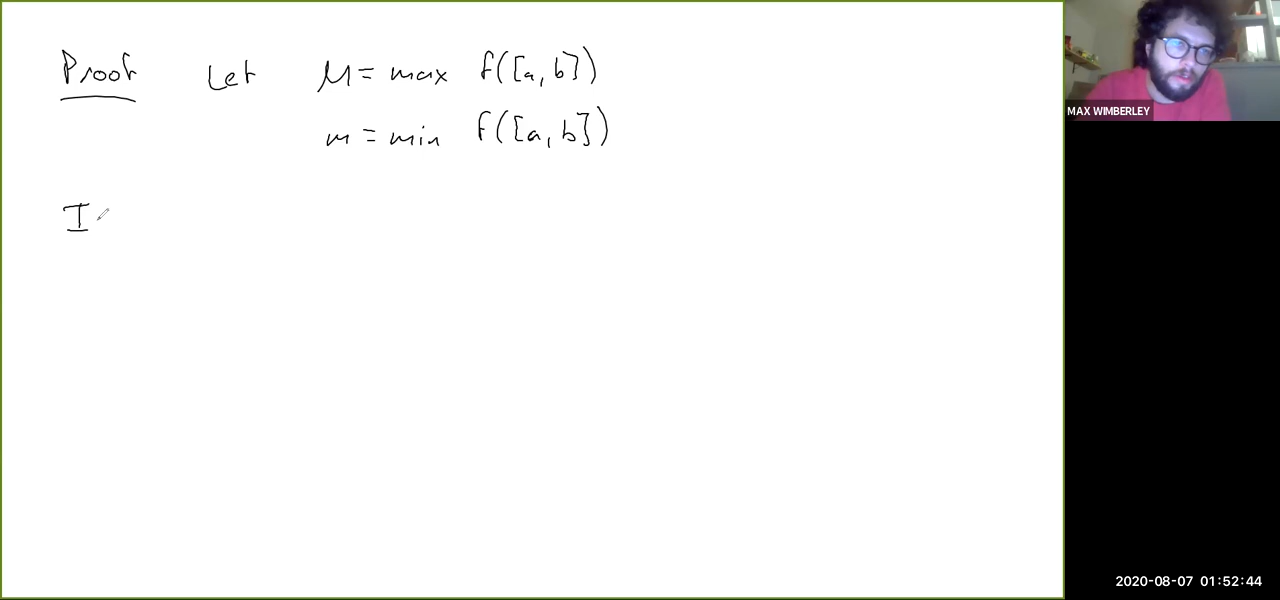 Proof Let M = max f([a, b])
m = min f([a, b])
I
MAX WIMBERLEY
2020-08-07 01:52:44